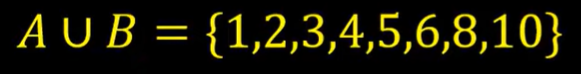 A ∪ B = {1,2,3,4,5,6,8,10}